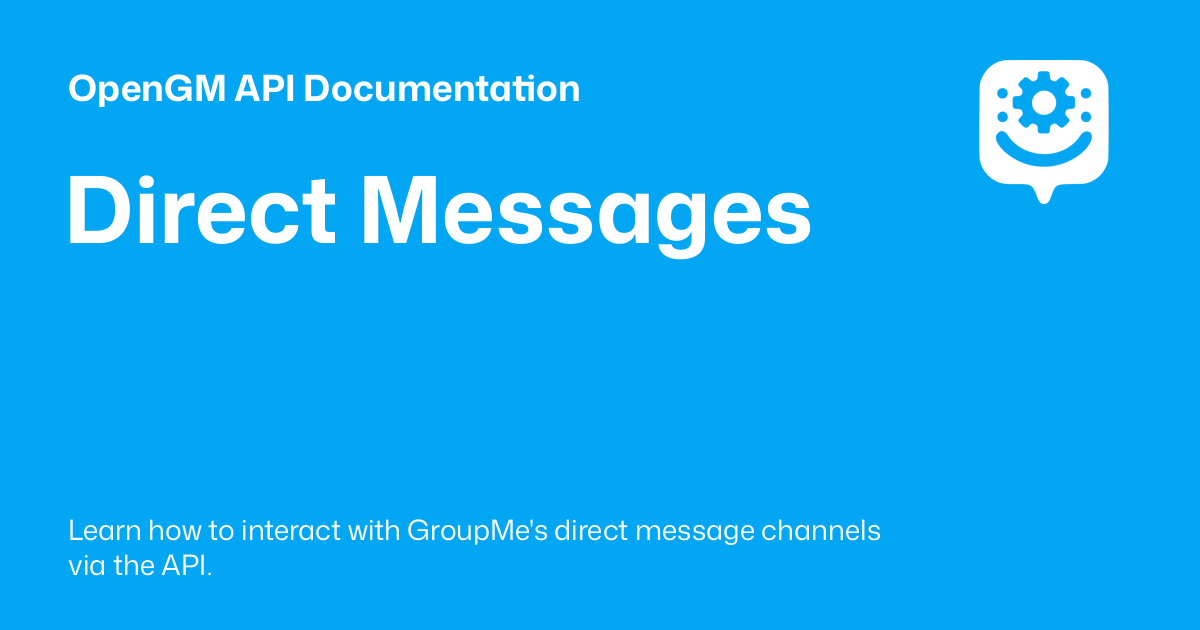 OpenGM API Documentation
Direct Messages
Learn how to interact with GroupMe's direct message channels
via the API.